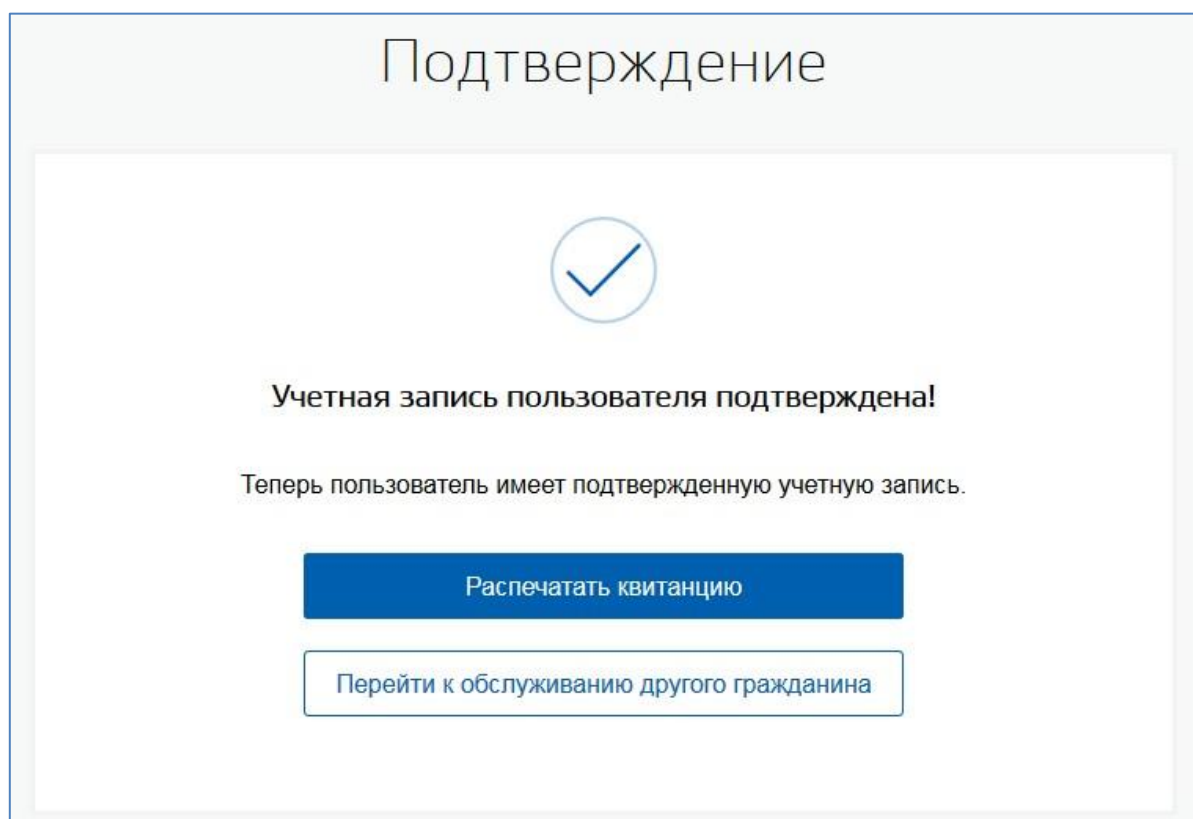 Подтверждение
Учетная запись пользователя подтверждена!
Теперь пользователь имеет подтвержденную учетную запись.
Распечатать квитанцию
Перейти к обслуживанию другого гражданина